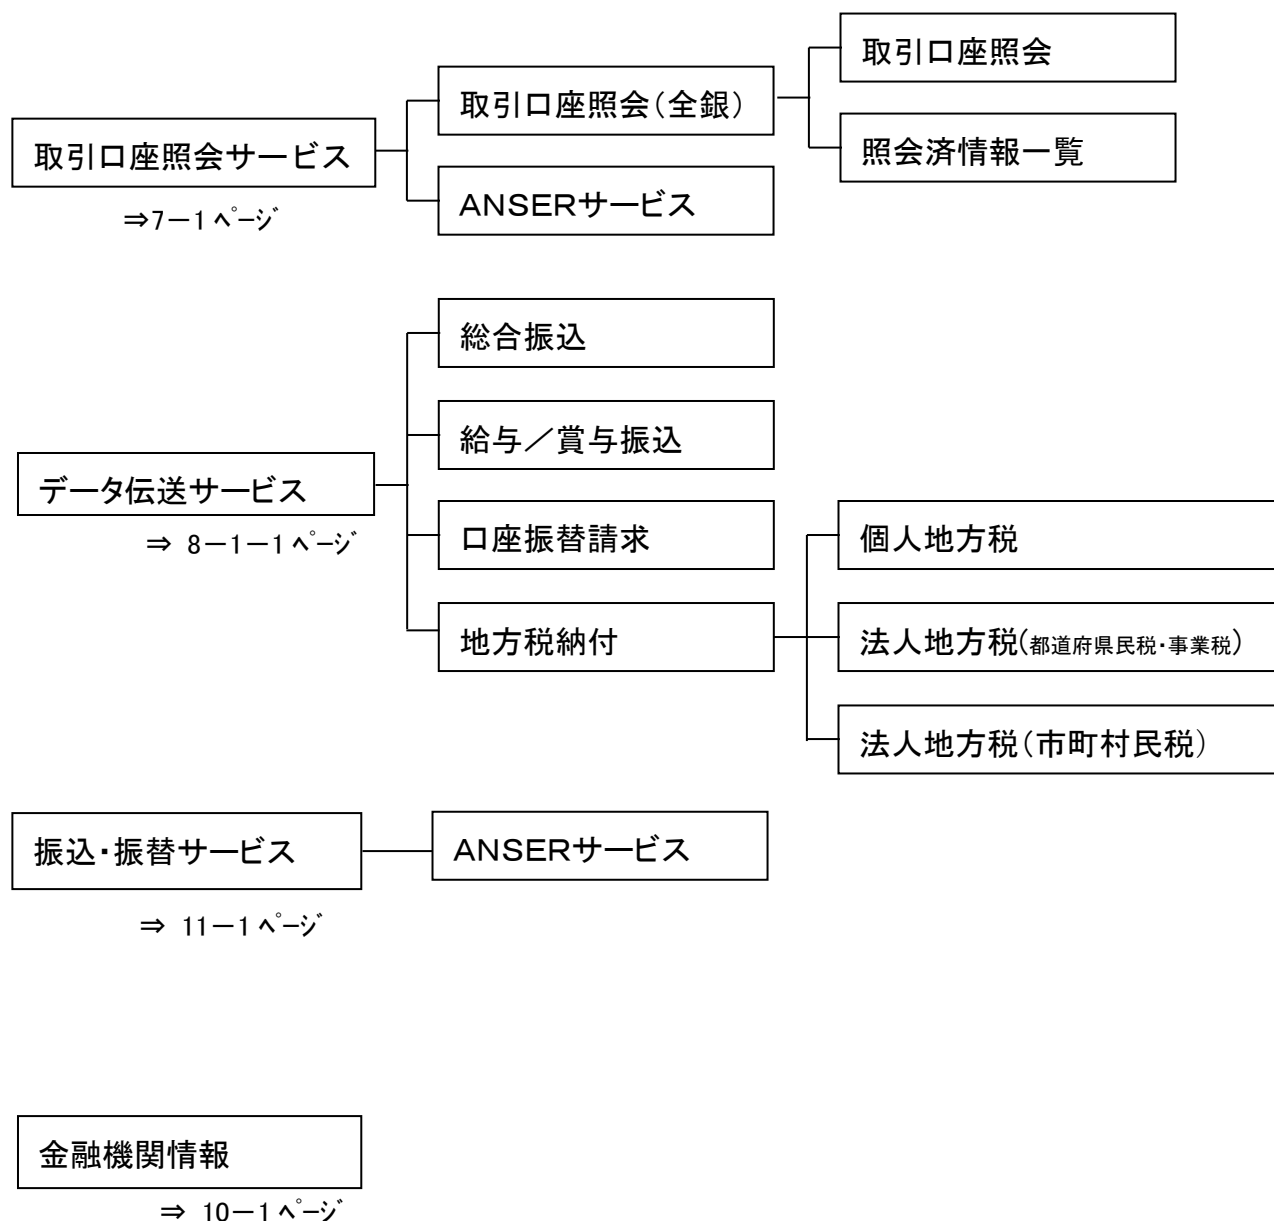 取引口座照会
取引口座照会(全銀)
取引口座照会サービス
照会済情報一覧
ANSERサービス
⇒7－1 ﾍﾟｰｼﾞ
総合振込
給与／賞与振込
データ伝送サービス
⇒ 8－1－1 ﾍﾟｰｼﾞ
口座振替請求
個人地方税
地方税納付
法人地方税(都道府県民税・事業税)
法人地方税(市町村民税)
振込・振替サービス
ANSERサービス
⇒ 11－1 ﾍﾟｰｼﾞ
金融機関情報
⇒ 10－1 ﾍﾟｰｼﾞ